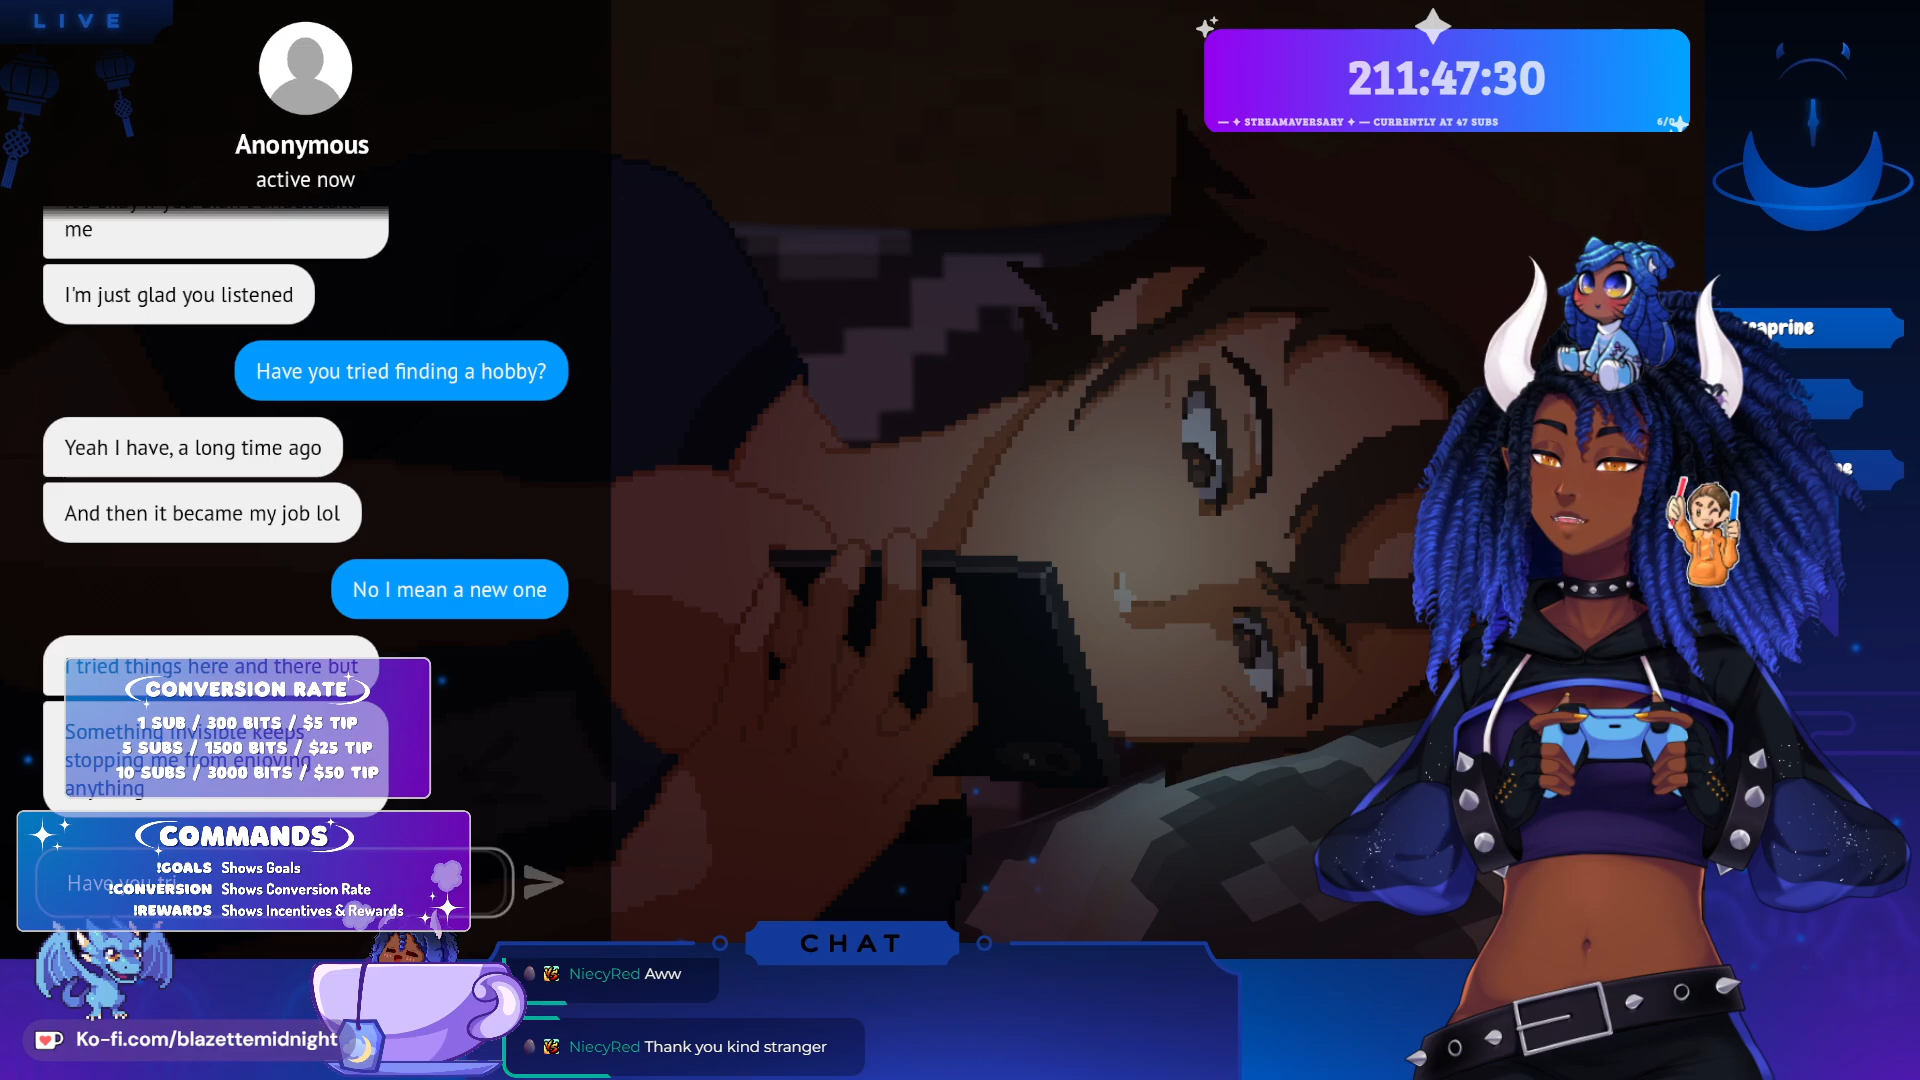 LIVE
Anonymous
active now
me
I'm just glad you listened
Have you tried finding a hobby?
Yeah I have, a long time ago
And then it became my job lol
No I mean a new one
I tried things here and there but
Something invisible keeps
stopping me from enjoying
anything
CONVERSION RATE
1 SUB / 300 BITS / $5 TIP
5 SUBS / 1500 BITS / $25 TIP
10 SUBS / 3000 BITS / $50 TIP
COMMANDS
!GOALS Shows Goals
!CONVERSION Shows Conversion Rate
!REWARDS Shows Incentives & Rewards
Have you tri
Ko-fi.com/blazettemidnight
CHAT
NiecyRed Aww
NiecyRed Thank you kind stranger
211:47:30
— ✦ STREAMAVERSARY ✦ — CURRENTLY AT 47 SUBS